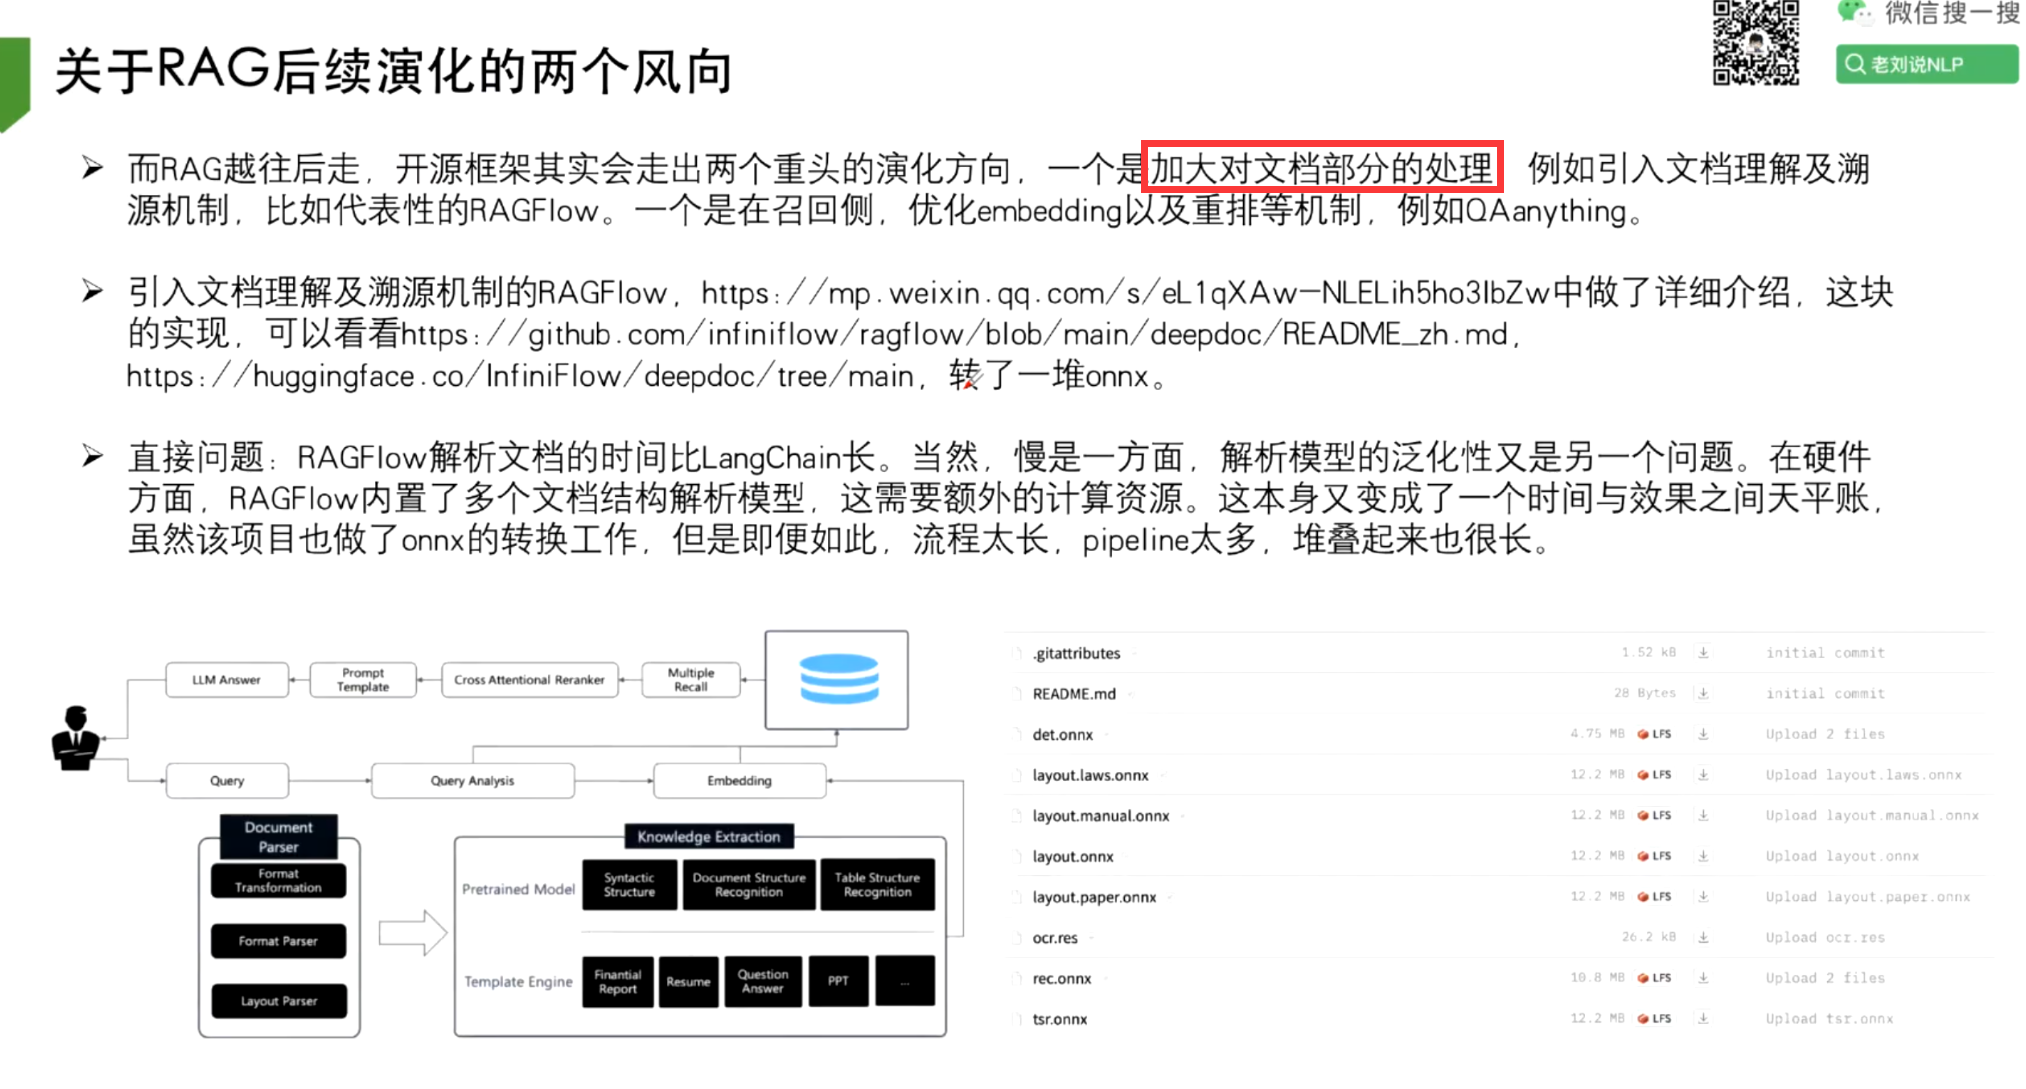 微信搜一搜
老刘说NLP
关于RAG后续演化的两个风向
➢ 而RAG越往后走，开源框架其实会走出两个重头的演化方向，一个是加大对文档部分的处理 例如引入文档理解及溯
源机制，比如代表性的RAGFlow。一个是在召回侧，优化embedding以及重排等机制，例如QAanything。
➢ 引入文档理解及溯源机制的RAGFlow，https://mp.weixin.qq.com/s/eL1qXAw-NLELih5ho3IbZw中做了详细介绍，这块
的实现，可以看看https://github.com/infiniflow/ragflow/blob/main/deepdoc/README_zh.md，
https://huggingface.co/InfiniFlow/deepdoc/tree/main，转了一堆onnx。
➢ 直接问题：RAGFlow解析文档的时间比LangChain长。当然，慢是一方面，解析模型的泛化性又是另一个问题。在硬件
方面，RAGFlow内置了多个文档结构解析模型，这需要额外的计算资源。这本身又变成了一个时间与效果之间天平账，
虽然该项目也做了onnx的转换工作，但是即便如此，流程太长，pipeline太多，堆叠起来也很长。
LLM Answer
Prompt
Template
Cross Attentional Reranker
Multiple
Recall
Query
Query Analysis
Embedding
Document
Parser
Format
Transformation
Format Parser
Layout Parser
Knowledge Extraction
Pretrained Model
Syntactic
Structure
Document Structure
Recognition
Table Structure
Recognition
Template Engine
Finantial
Report
Resume
Question
Answer
PPT
...
.gitattributes 1.52 kB initial commit
README.md 28 Bytes initial commit
det.onnx 4.75 MB LFS Upload 2 files
layout.laws.onnx 12.2 MB LFS Upload layout.laws.onnx
layout.manual.onnx 12.2 MB LFS Upload layout.manual.onnx
layout.onnx 12.2 MB LFS Upload layout.onnx
layout.paper.onnx 12.2 MB LFS Upload layout.paper.onnx
ocr.res 26.2 kB Upload ocr.res
rec.onnx 10.8 MB LFS Upload 2 files
tsr.onnx 12.2 MB LFS Upload tsr.onnx